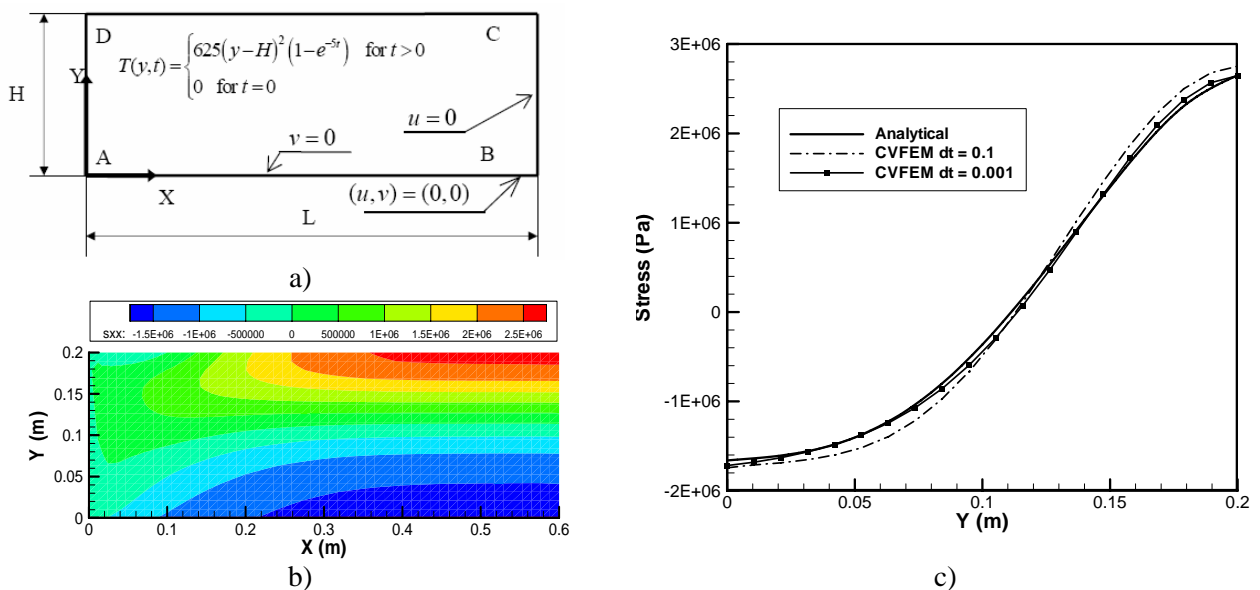 D
C
T(y,t) = { 625(y−H)²(1−e⁻⁵ᵗ) for t > 0
0 for t = 0
Y
H
u = 0
v = 0
A
B
X
(u,v) = (0,0)
L
a)
sxx: -1.5E+06 -1E+06 -500000 0 500000 1E+06 1.5E+06 2E+06 2.5E+06
0.2
0.15
0.1
0.05
0
Y (m)
0 0.1 0.2 0.3 0.4 0.5 0.6
X (m)
b)
3E+06
2E+06
1E+06
0
-1E+06
-2E+06
Stress (Pa)
Analytical
CVFEM dt = 0.1
CVFEM dt = 0.001
0 0.05 0.1 0.15 0.2
Y (m)
c)